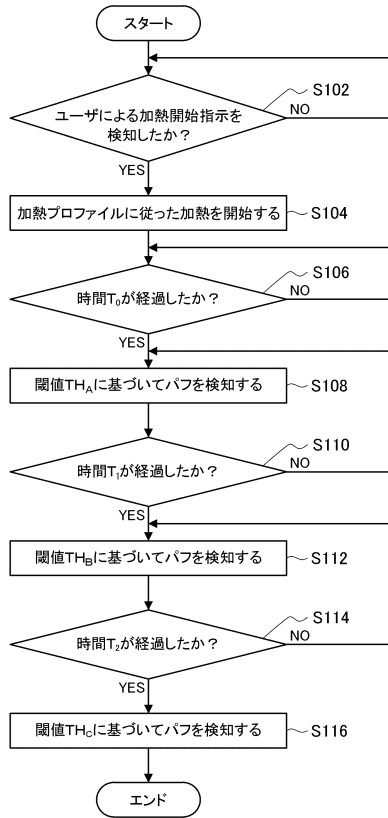 スタート
ユーザによる加熱開始指示を
検知したか？
S102
NO
YES
加熱プロファイルに従った加熱を開始する
S104
時間T₀が経過したか？
S106
NO
YES
閾値THAに基づいてパフを検知する
S108
時間T₁が経過したか？
S110
NO
YES
閾値THBに基づいてパフを検知する
S112
時間T₂が経過したか？
S114
NO
YES
閾値THCに基づいてパフを検知する
S116
エンド